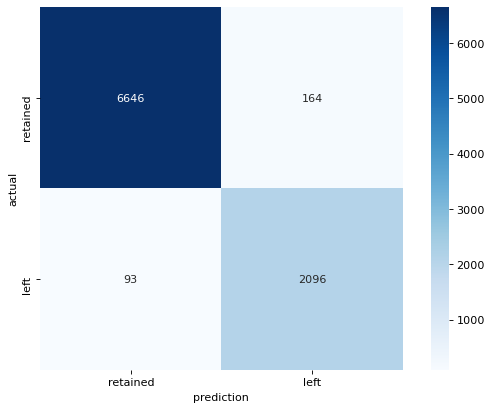 6646 164
93 2096
retained
left
actual
retained left
prediction
6000
5000
4000
3000
2000
1000